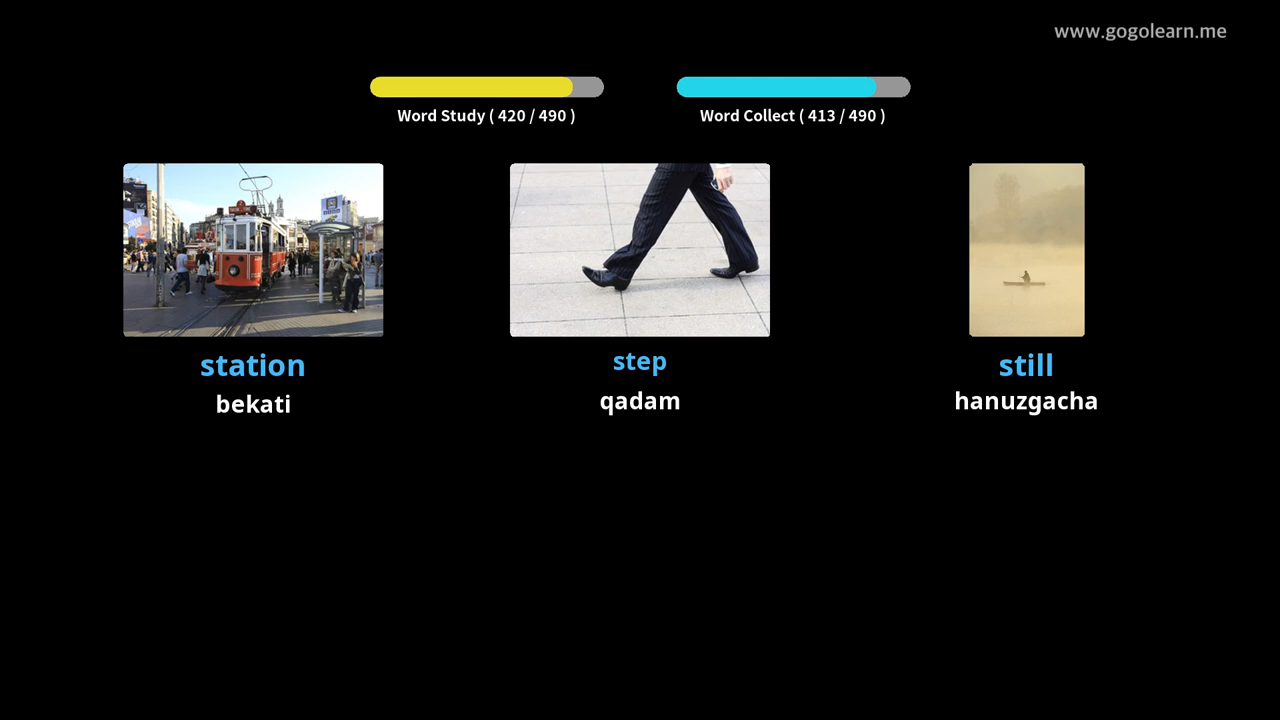 www.gogolearn.me
Word Study ( 420 / 490 )
Word Collect ( 413 / 490 )
station
bekati
step
qadam
still
hanuzgacha